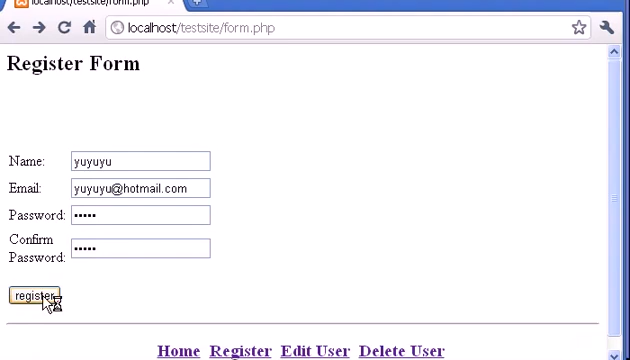 localhost/testsite/form.php
localhost/testsite/form.php
Register Form
Name: yuyuyu
Email: yuyuyu@hotmail.com
Password: •••••
Confirm
Password: •••••
register
Home Register Edit User Delete User